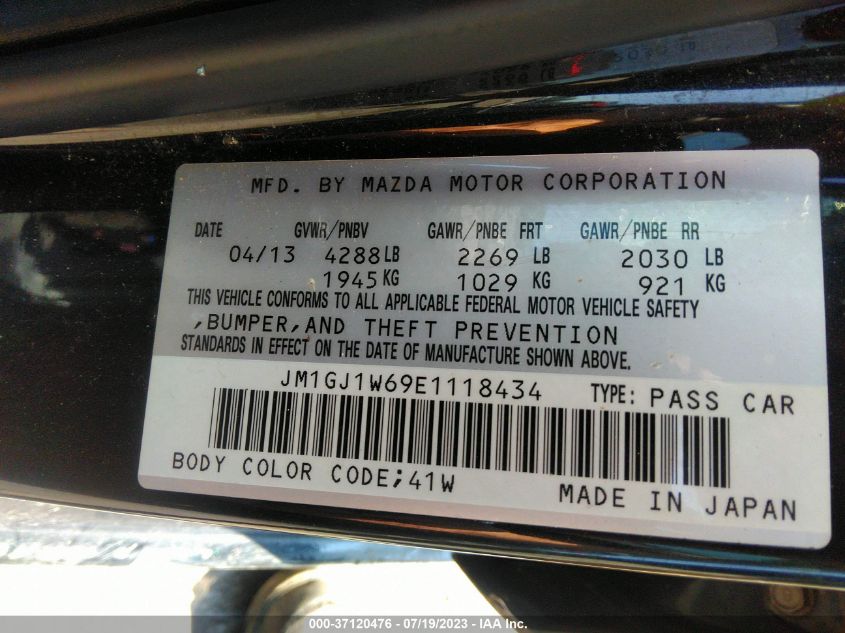 MFD. BY MAZDA MOTOR CORPORATION
DATE GVWR/PNBV GAWR/PNBE FRT GAWR/PNBE RR
04/13 4288LB 2269 LB 2030 LB
1945KG 1029 KG 921 KG
THIS VEHICLE CONFORMS TO ALL APPLICABLE FEDERAL MOTOR VEHICLE SAFETY
,BUMPER,AND THEFT PREVENTION
STANDARDS IN EFFECT ON THE DATE OF MANUFACTURE SHOWN ABOVE.
JM1GJ1W69E1118434 TYPE: PASS CAR
BODY COLOR CODE;41W
MADE IN JAPAN
000-37120476 - 07/19/2023 - © IAA Inc.